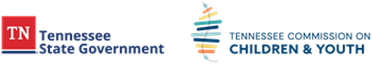 TN
Tennessee
State Government
TENNESSEE COMMISSION ON
CHILDREN & YOUTH